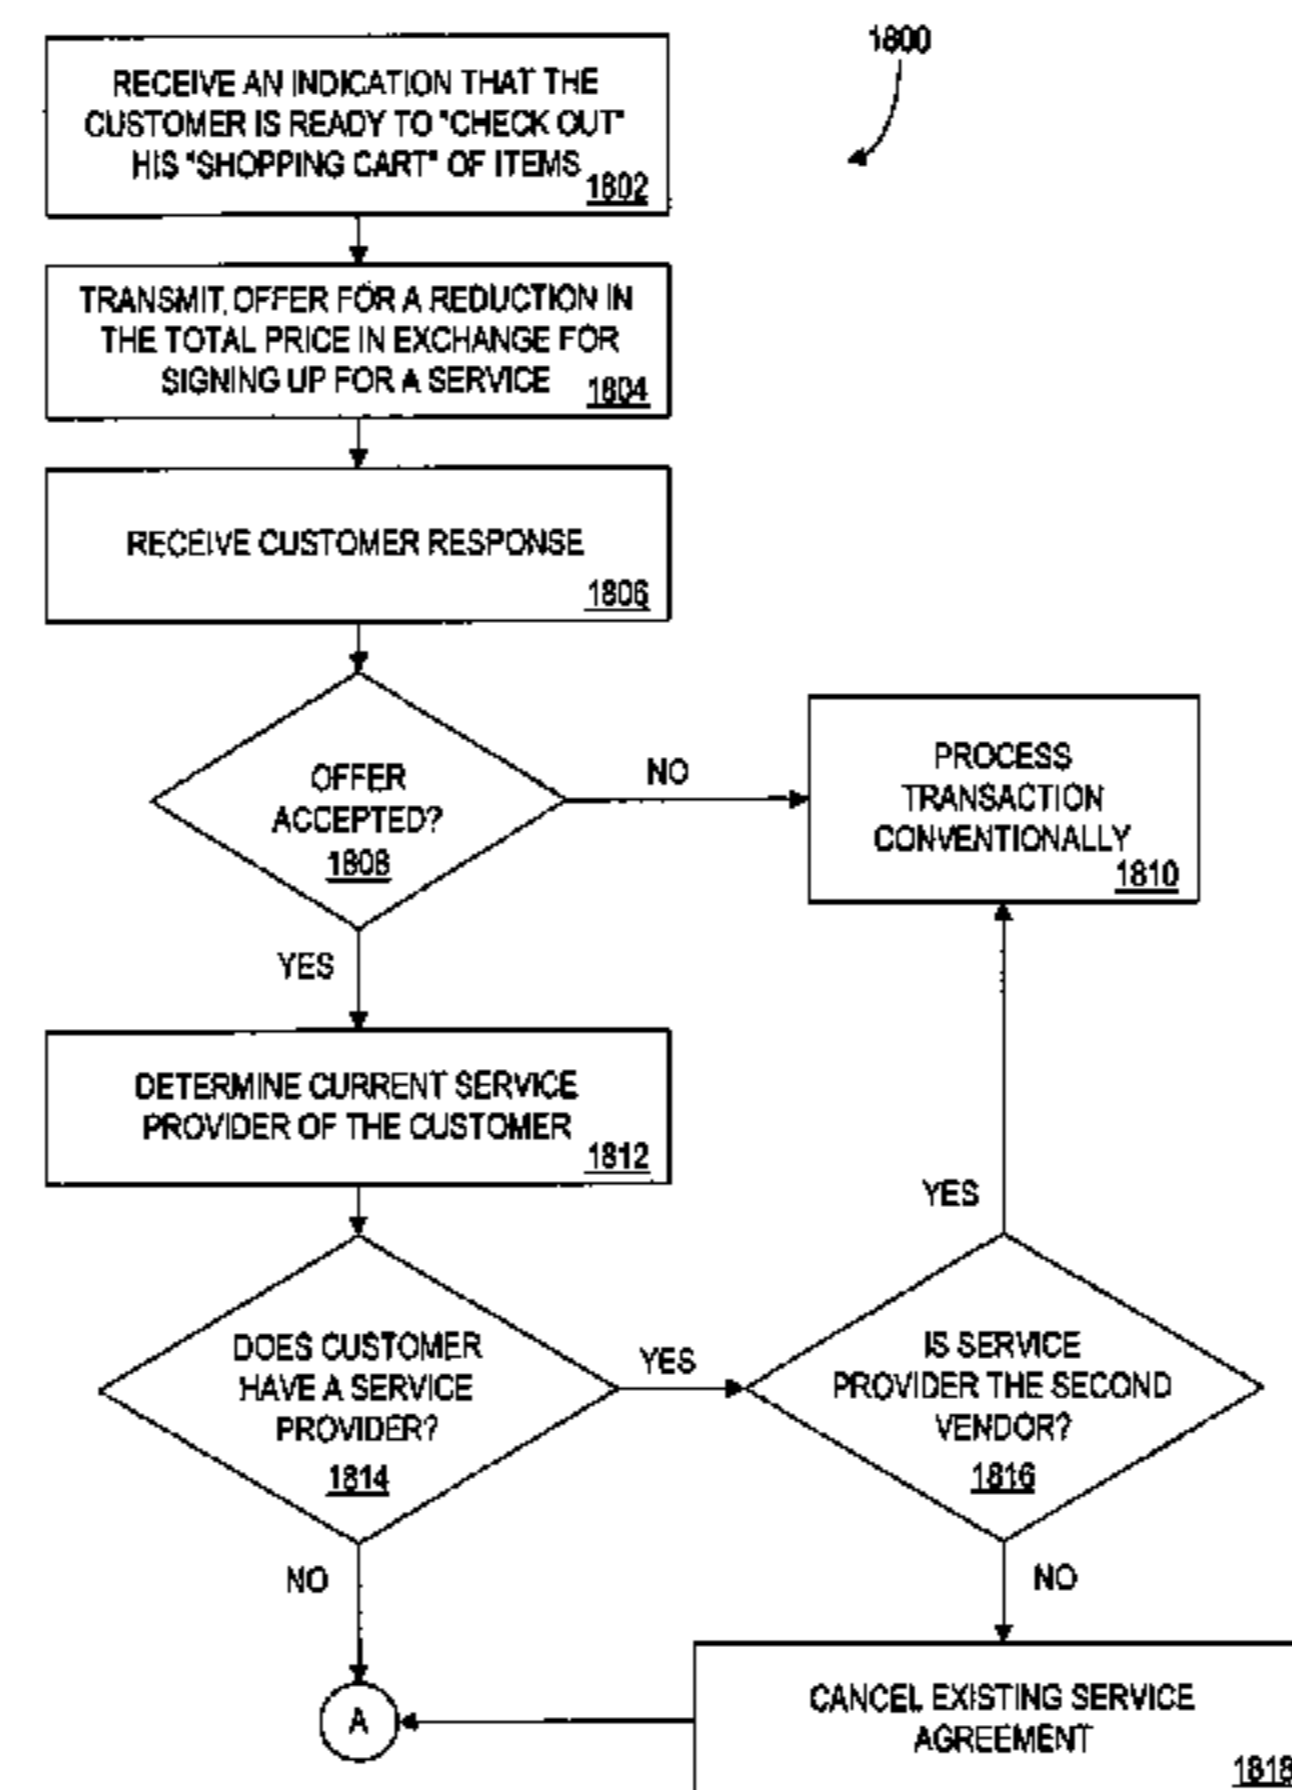 1800
RECEIVE AN INDICATION THAT THE
CUSTOMER IS READY TO "CHECK OUT"
HIS "SHOPPING CART" OF ITEMS
1802
TRANSMIT OFFER FOR A REDUCTION IN
THE TOTAL PRICE IN EXCHANGE FOR
SIGNING UP FOR A SERVICE
1804
RECEIVE CUSTOMER RESPONSE
1806
OFFER
ACCEPTED?
1808
NO
PROCESS
TRANSACTION
CONVENTIONALLY
1810
YES
DETERMINE CURRENT SERVICE
PROVIDER OF THE CUSTOMER
1812
DOES CUSTOMER
HAVE A SERVICE
PROVIDER?
1814
YES
IS SERVICE
PROVIDER THE SECOND
VENDOR?
1816
YES
NO
NO
A
CANCEL EXISTING SERVICE
AGREEMENT
1818